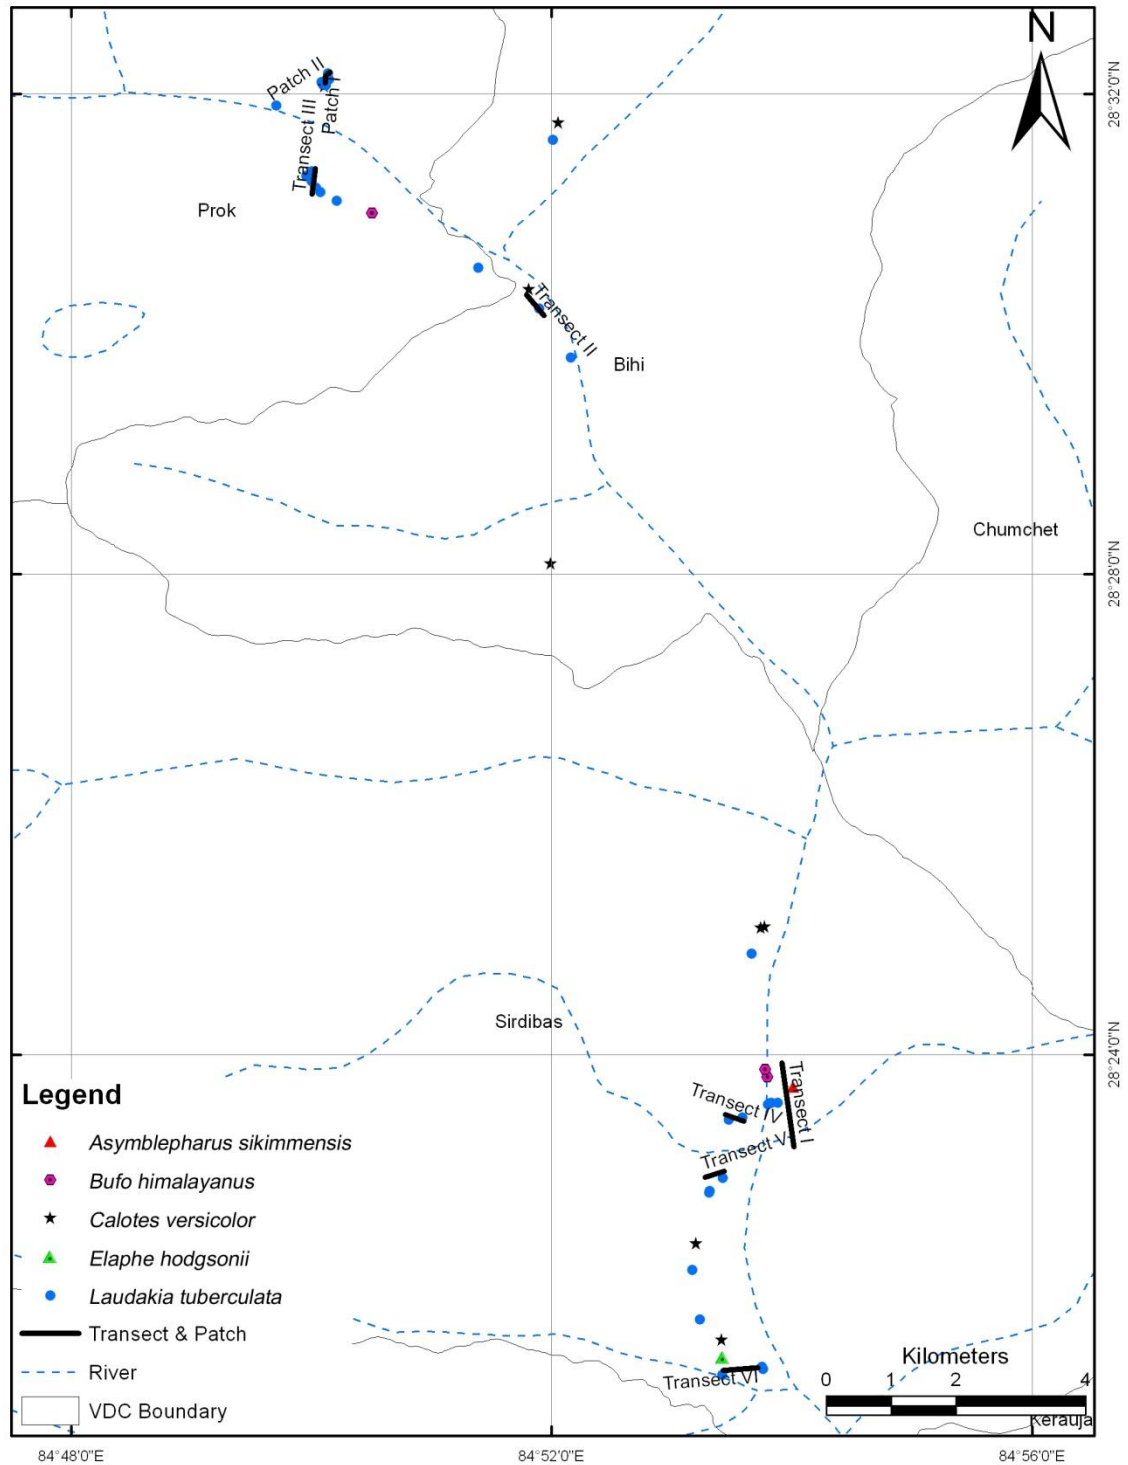 N
28°32'0"N
Patch II
Patch I
Transect III
Prok
Transect II
Bihi
Chumchet
28°28'0"N
Sirdibas
28°24'0"N
Transect I
Transect IV
Transect V
Transect VI
Legend
Asymblepharus sikimmensis
Bufo himalayanus
Calotes versicolor
Elaphe hodgsonii
Laudakia tuberculata
Transect & Patch
River
VDC Boundary
Kilometers
0 1 2 4
Kerauja
84°48'0"E 84°52'0"E 84°56'0"E